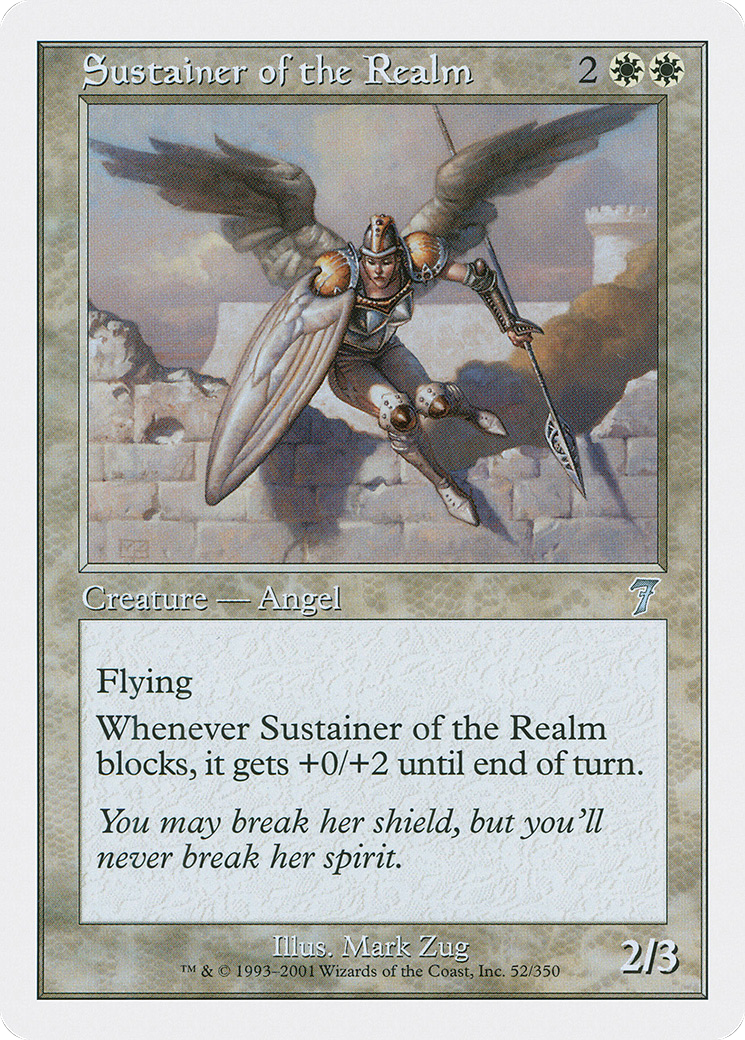 Sustainer of the Realm 2
Creature — Angel 7
Flying
Whenever Sustainer of the Realm
blocks, it gets +0/+2 until end of turn.
You may break her shield, but you'll
never break her spirit.
Illus. Mark Zug
™ & © 1993–2001 Wizards of the Coast, Inc. 52/350
2/3